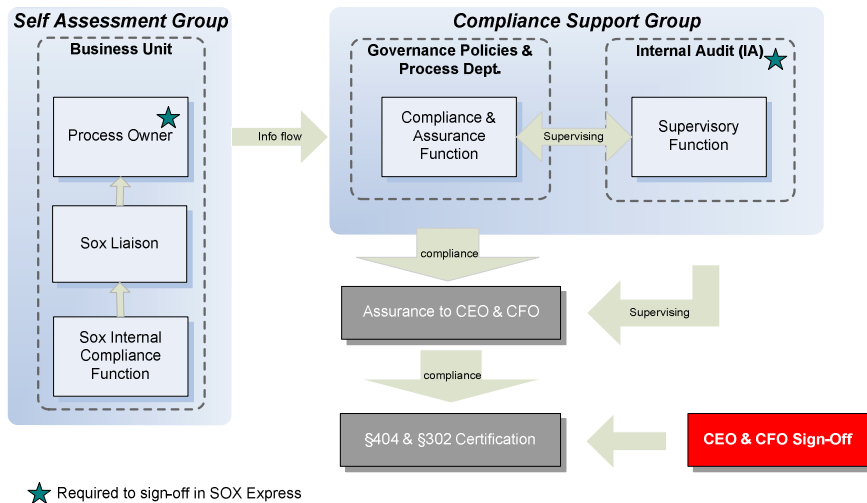 Self Assessment Group
Business Unit
Process Owner
Sox Liaison
Sox Internal
Compliance
Function
Info flow
Compliance Support Group
Governance Policies &
Process Dept.
Compliance &
Assurance
Function
Supervising
Internal Audit (IA)
Supervisory
Function
compliance
Assurance to CEO & CFO
Supervising
compliance
§404 & §302 Certification
CEO & CFO Sign-Off
Required to sign-off in SOX Express